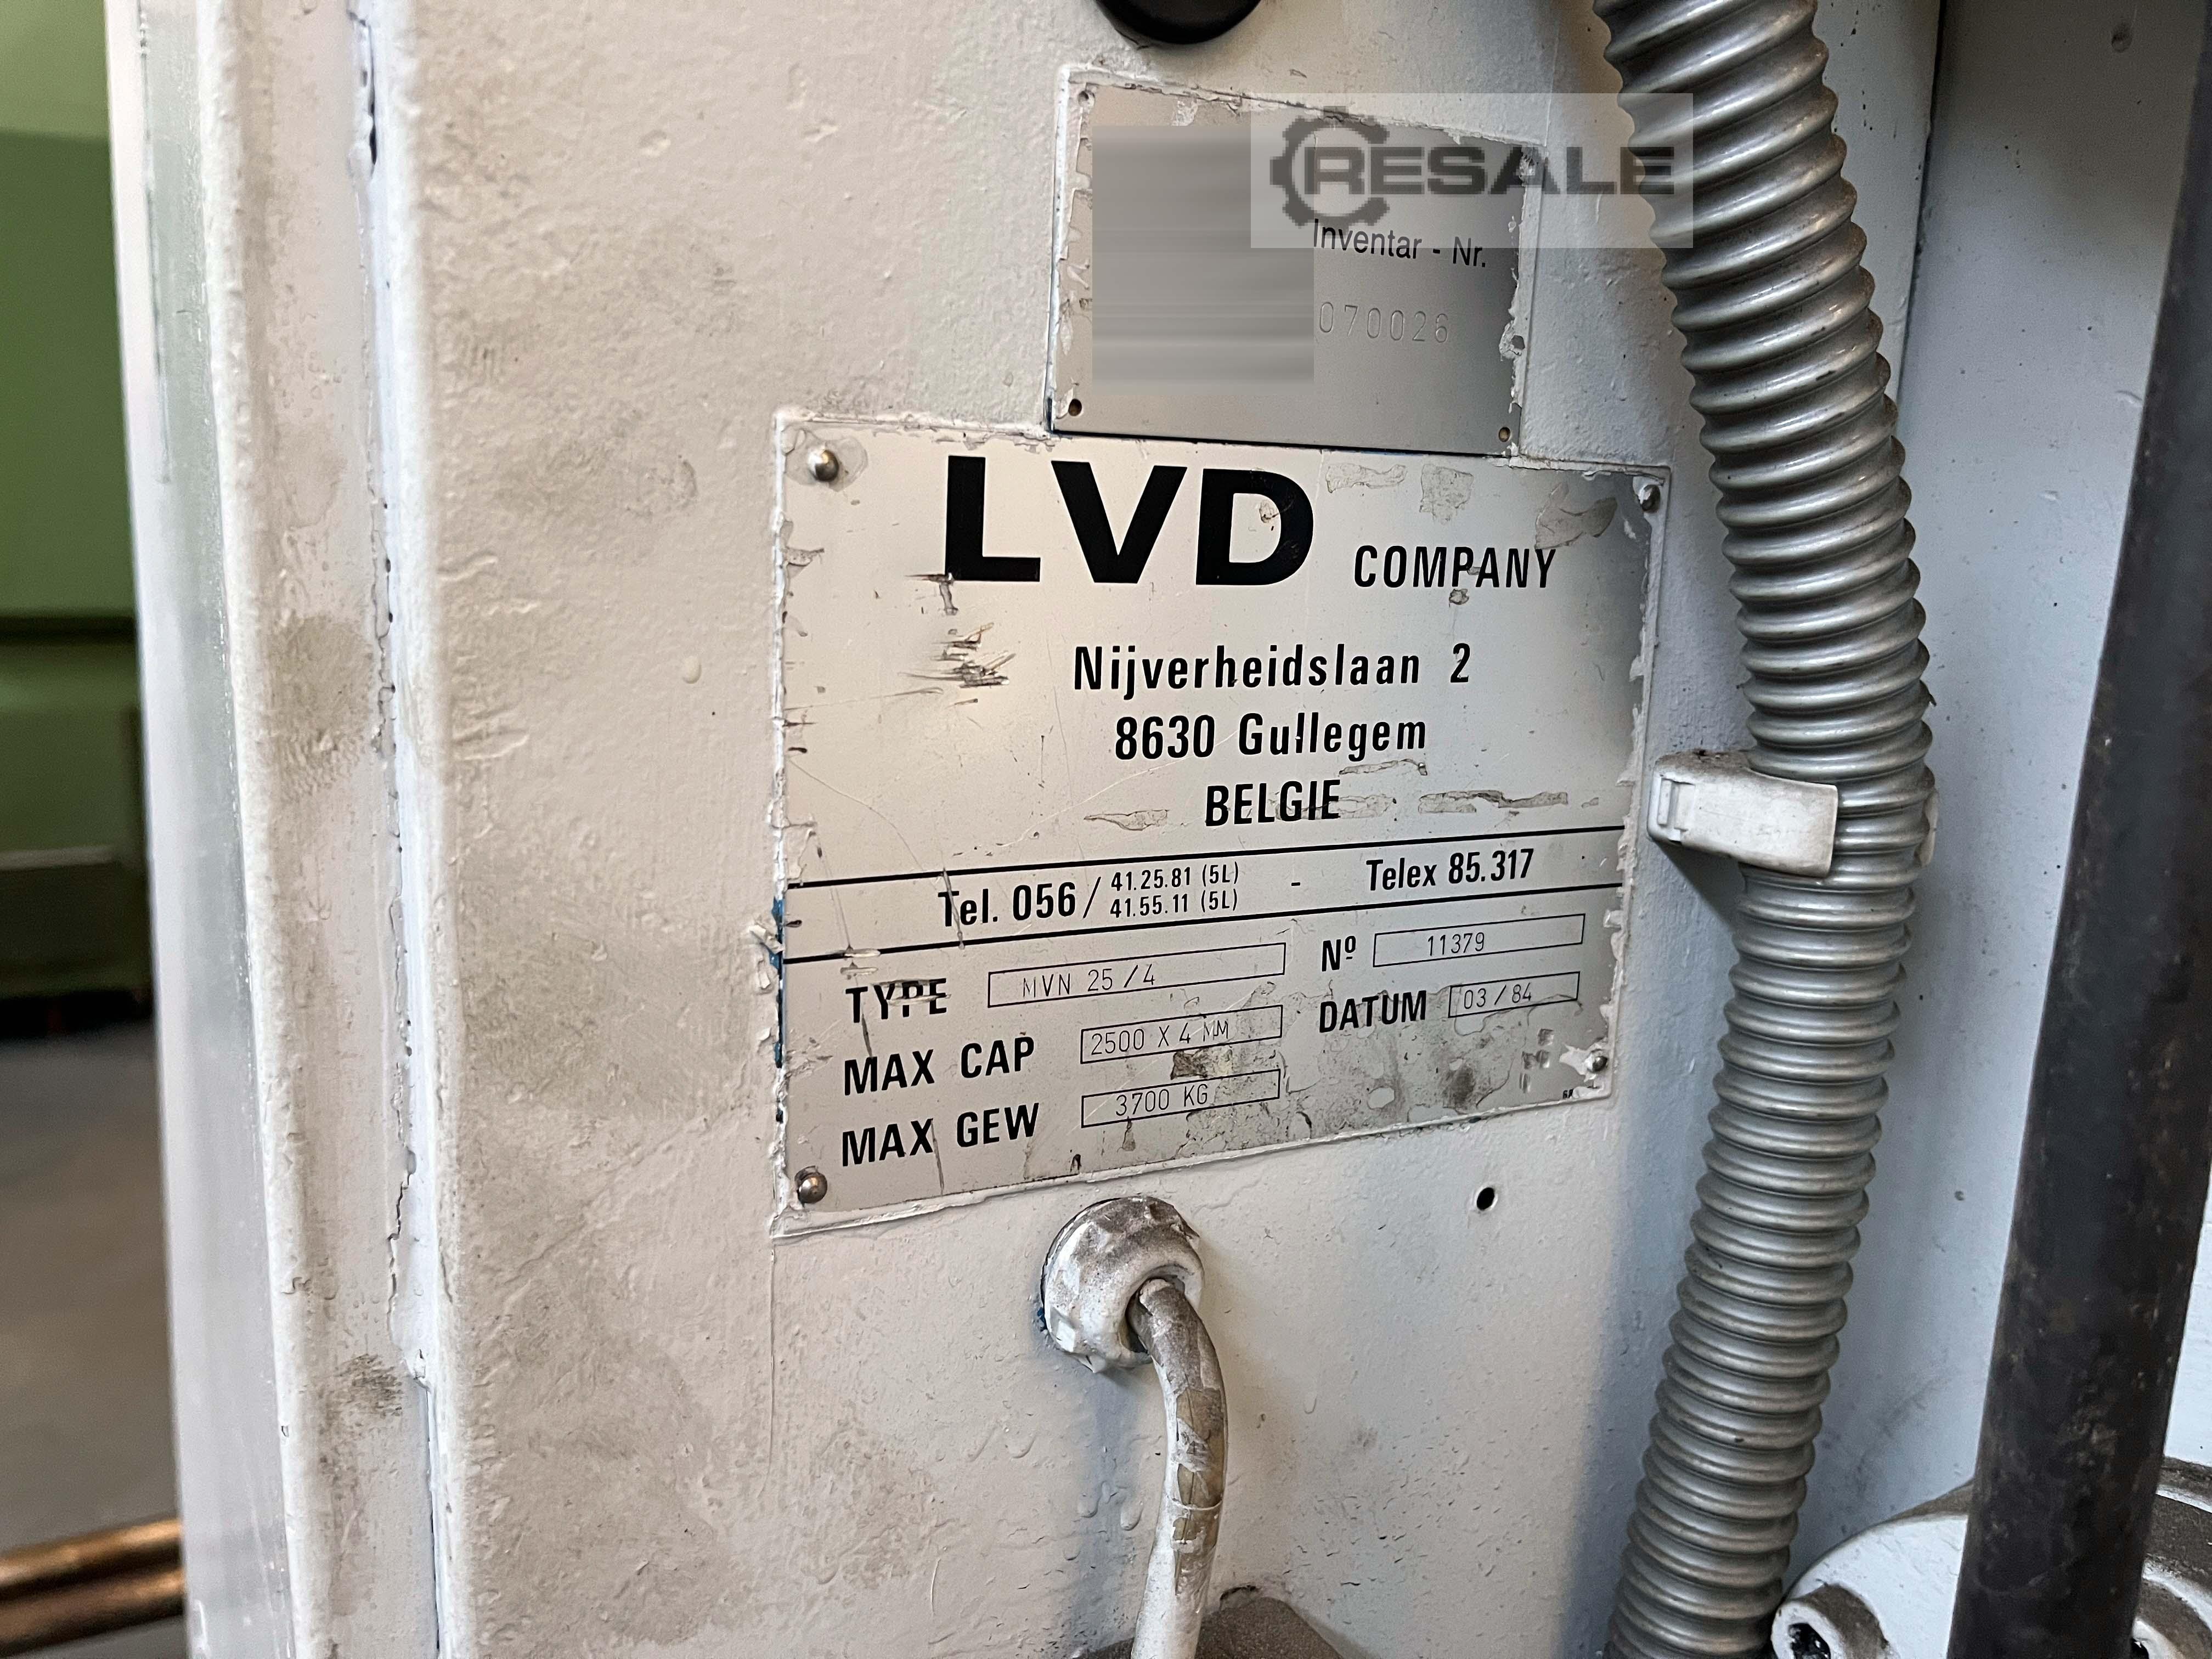 RESALE
Inventar - Nr.
070026
LVD COMPANY
Nijverheidslaan 2
8630 Gullegem
BELGIE
Tel. 056 / 41.25.81 (5L) - Telex 85.317
41.55.11 (5L)
TYPE MVN 25/4 Nº 11379
MAX CAP 2500 X 4 MM DATUM 03/84
MAX GEW 3700 KG